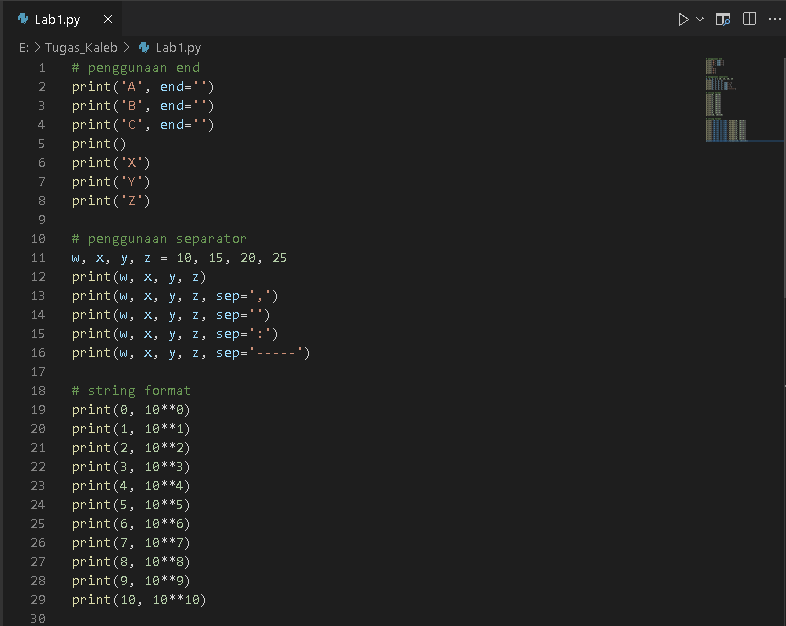 Lab1.py
E: > Tugas_Kaleb > Lab1.py
1 # penggunaan end
2 print('A', end='')
3 print('B', end='')
4 print('C', end='')
5 print()
6 print('X')
7 print('Y')
8 print('Z')
9
10 # penggunaan separator
11 w, x, y, z = 10, 15, 20, 25
12 print(w, x, y, z)
13 print(w, x, y, z, sep=',')
14 print(w, x, y, z, sep='')
15 print(w, x, y, z, sep=':')
16 print(w, x, y, z, sep='-----')
17
18 # string format
19 print(0, 10**0)
20 print(1, 10**1)
21 print(2, 10**2)
22 print(3, 10**3)
23 print(4, 10**4)
24 print(5, 10**5)
25 print(6, 10**6)
26 print(7, 10**7)
27 print(8, 10**8)
28 print(9, 10**9)
29 print(10, 10**10)
30